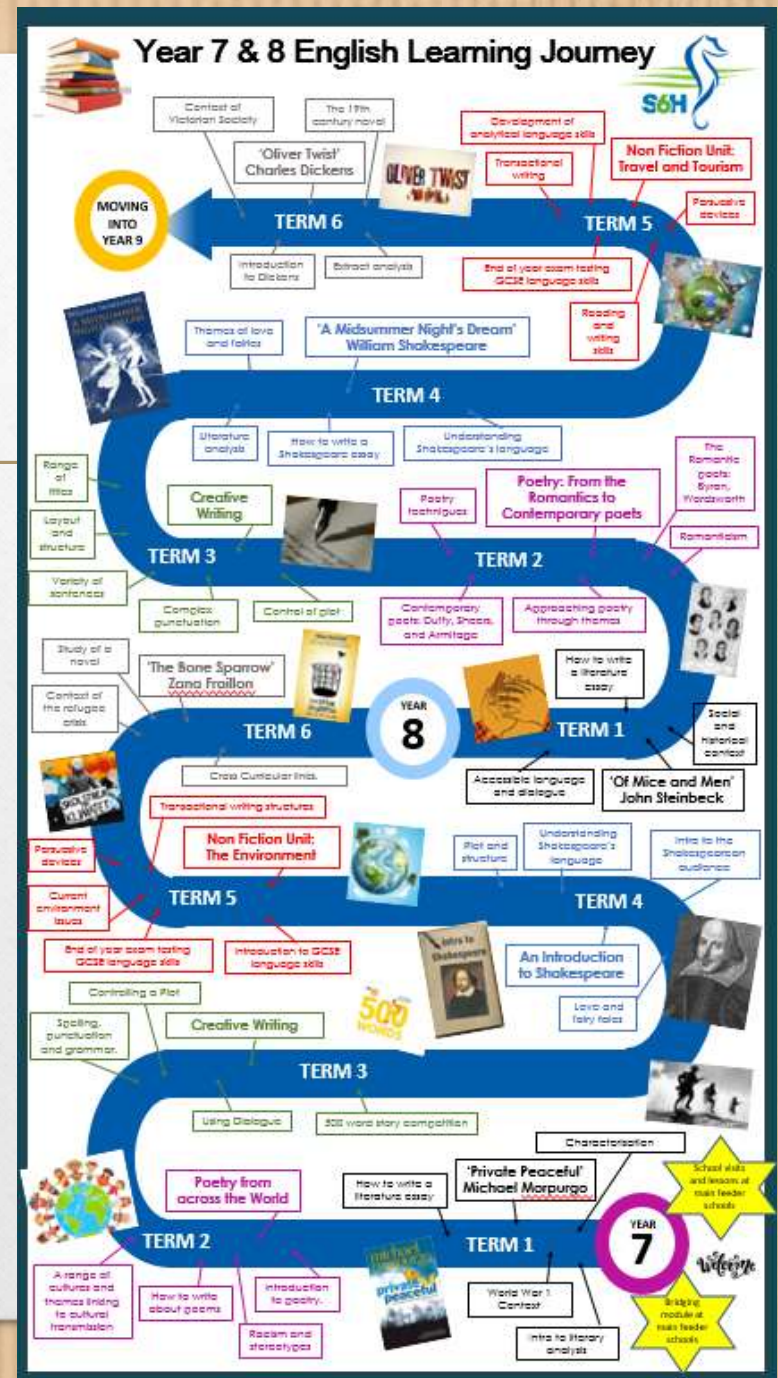 Year 7 & 8 English Learning Journey
S6H
Context of
Victorian Society
The 19th
century novel
'Oliver Twist'
Charles Dickens
OLIVER TWIST
Development of
analytical language skills
Transactional
writing
Non Fiction Unit:
Travel and Tourism
Persuasive
devices
MOVING
INTO
YEAR 9
TERM 6
TERM 5
Introduction
to Dickens
Extract analysis
End of year exam testing
GCSE language skills
Reading
and
writing
skills
Themes of love
and fairies
'A Midsummer Night's Dream'
William Shakespeare
TERM 4
Literature
analysis
How to write a
Shakespeare essay
Understanding
Shakespeare's language
Range
of
titles
Creative
Writing
Layout
and
structure
TERM 3
Variety of
sentences
Complex
punctuation
Control of plot
Poetry
techniques
Poetry: From the
Romantics to
Contemporary poets
The
Romantic
poets:
Byron,
Wordsworth
Romanticism
TERM 2
Contemporary
poets: Duffy, Sheers,
and Armitage
Approaching poetry
through themes
Study of a
novel
'The Bone Sparrow'
Zana Fraillon
Context of
the refugee
crisis
TERM 6
Cross Curricular links.
YEAR
8
How to write
a literature
essay
TERM 1
Social
and
historical
context
Accessible language
and dialogue
'Of Mice and Men'
John Steinbeck
SKOLSTREJK
KLIMATET
Transactional writing structures
Persuasive
devices
Non Fiction Unit:
The Environment
TERM 5
Current
environment
issues
End of year exam testing
GCSE language skills
Introduction to GCSE
language skills
Plot and
structure
Understanding
Shakespeare's
language
Intro to the
Shakespearean
audience
TERM 4
An Introduction
to Shakespeare
Intro to
Shakespeare
Love and
fairy tales
Controlling a Plot
Spelling,
punctuation
and grammar.
Creative Writing
500
WORDS
TERM 3
Using Dialogue
500 word story competition
Characterisation
How to write a
literature essay
'Private Peaceful'
Michael Morpurgo
School visits
and lessons at
main feeder
schools
Poetry from
across the World
TERM 2
TERM 1
YEAR
7
Welcome
A range of
cultures and
themes linking
to cultural
transmission
How to write
about poems
Introduction
to poetry.
Racism and
stereotypes
michael
morpurgo
private
peaceful
World War 1
Context
Intro to literary
analysis
Bridging
module at
main feeder
schools